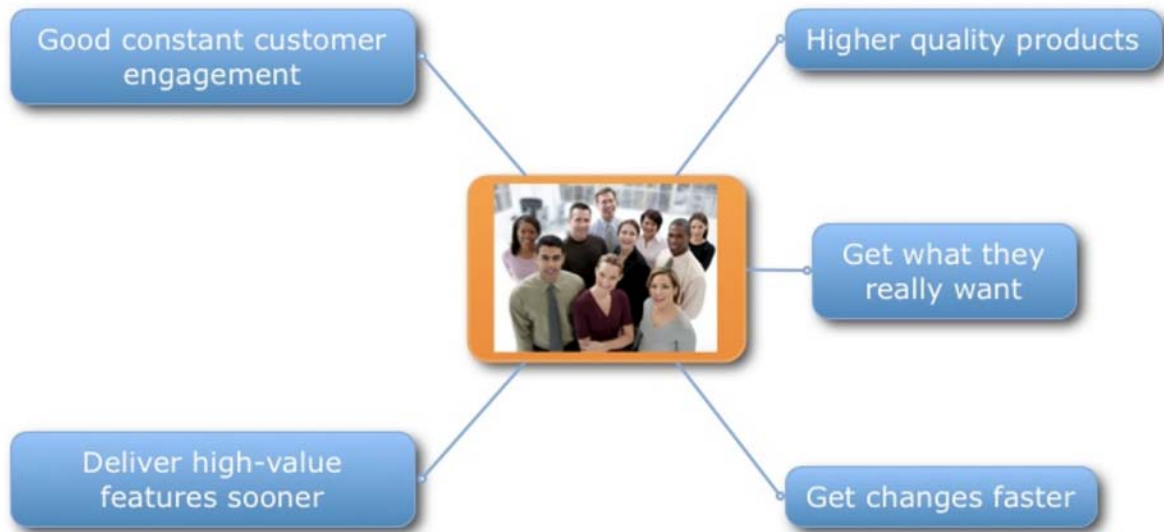 Good constant customer
engagement
Higher quality products
Get what they
really want
Deliver high-value
features sooner
Get changes faster